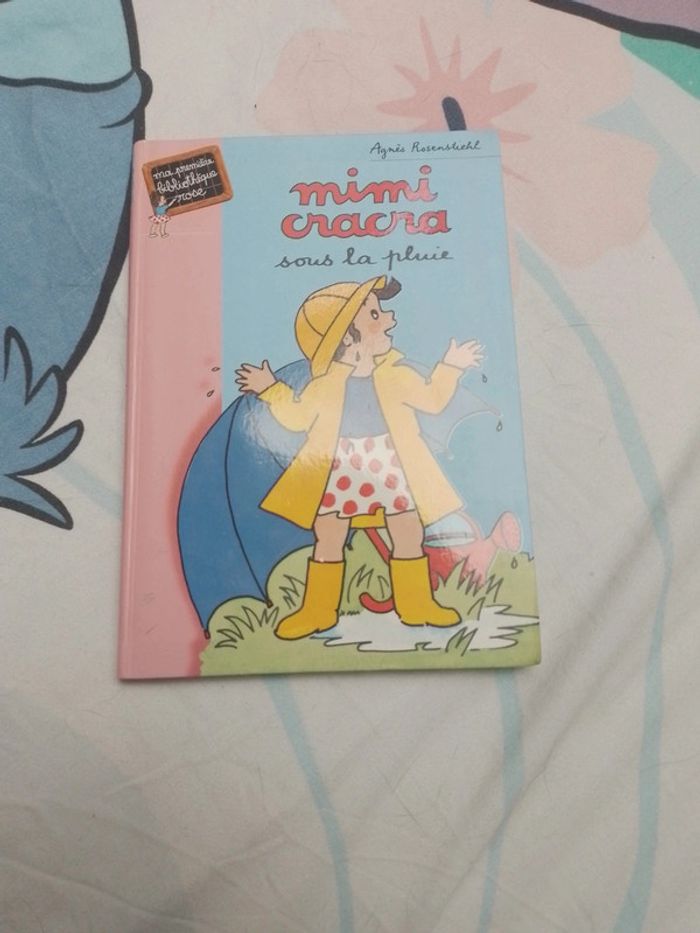 Agnès Rosenstiehl
ma première
bibliothèque
rose
mimi
cracra
sous la pluie